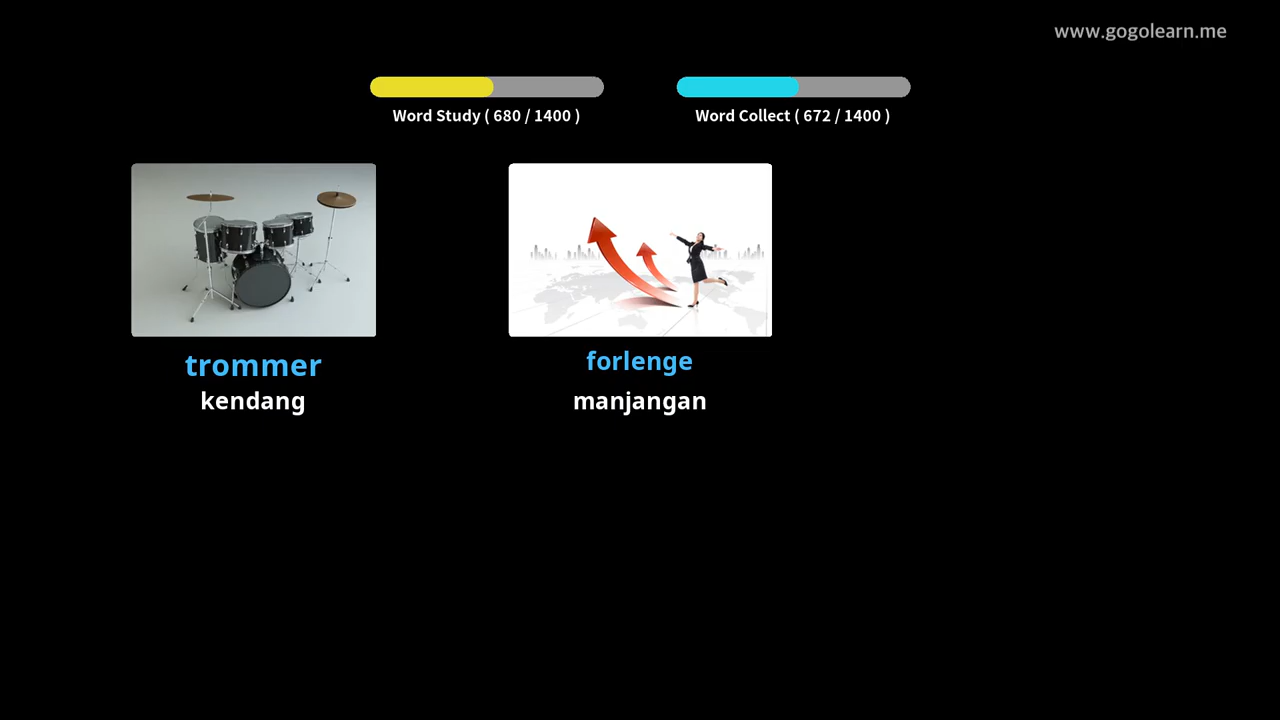 www.gogolearn.me
Word Study ( 680 / 1400 )
Word Collect ( 672 / 1400 )
trommer
kendang
forlenge
manjangan